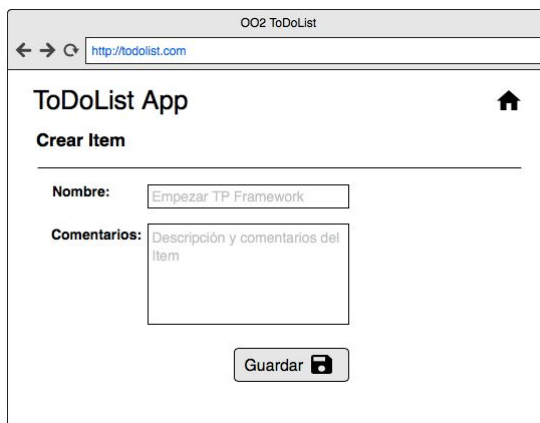 OO2 ToDoList
http://todolist.com
ToDoList App
Crear Item
Nombre:
Empezar TP Framework
Comentarios:
Descripción y comentarios del
Item
Guardar